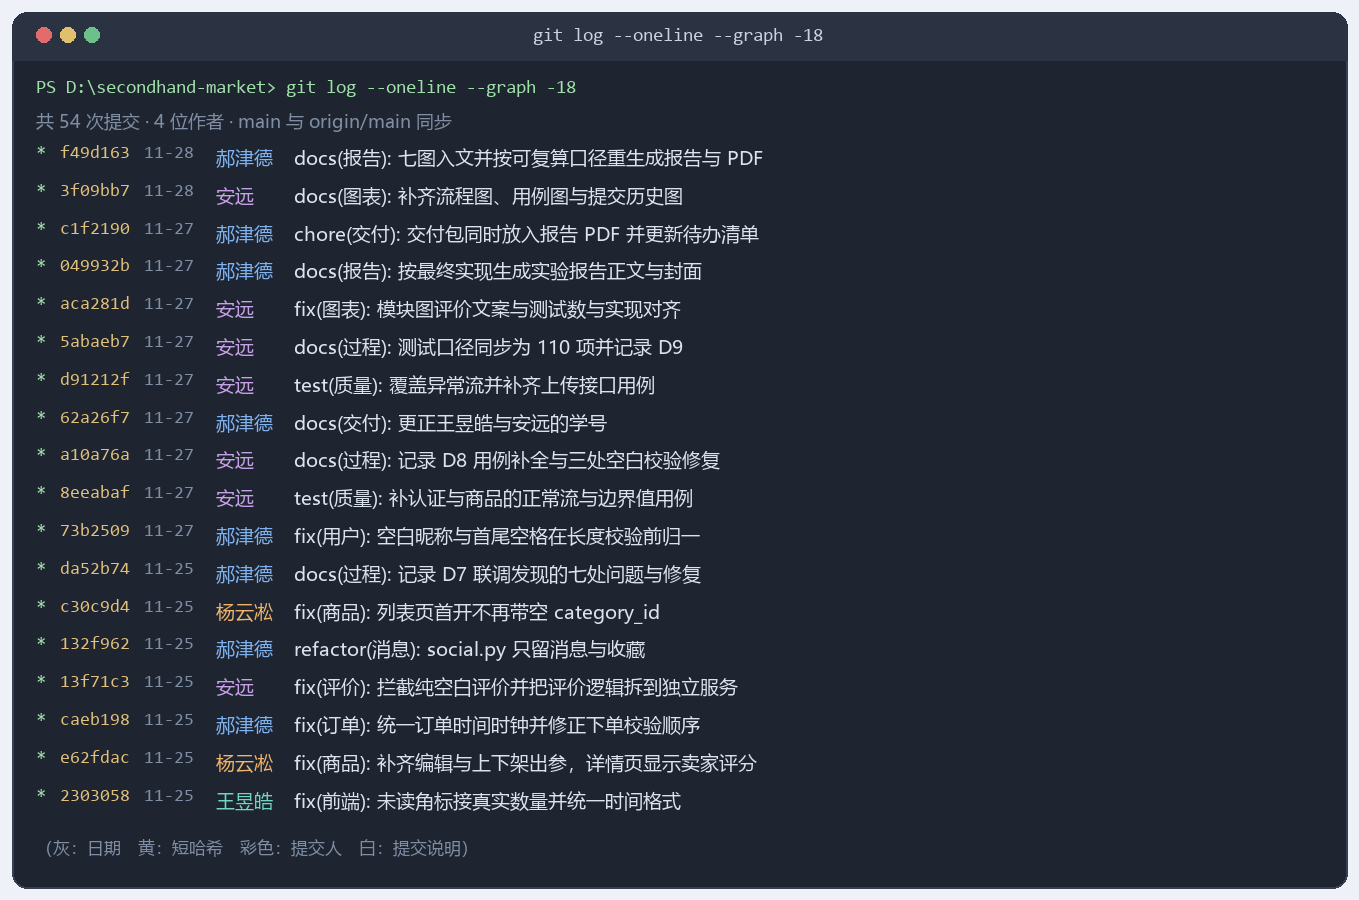 git log --oneline --graph -18
PS D:\secondhand-market> git log --oneline --graph -18
共 54 次提交 · 4 位作者 · main 与 origin/main 同步
* f49d163 11-28 郝津德 docs(报告): 七图入文并按可复算口径重生成报告与 PDF
* 3f09bb7 11-28 安远 docs(图表): 补齐流程图、用例图与提交历史图
* c1f2190 11-27 郝津德 chore(交付): 交付包同时放入报告 PDF 并更新待办清单
* 049932b 11-27 郝津德 docs(报告): 按最终实现生成实验报告正文与封面
* aca281d 11-27 安远 fix(图表): 模块图评价文案与测试数与实现对齐
* 5abaeb7 11-27 安远 docs(过程): 测试口径同步为 110 项并记录 D9
* d91212f 11-27 安远 test(质量): 覆盖异常流并补齐上传接口用例
* 62a26f7 11-27 郝津德 docs(交付): 更正王昱皓与安远的学号
* a10a76a 11-27 安远 docs(过程): 记录 D8 用例补全与三处空白校验修复
* 8eeabaf 11-27 安远 test(质量): 补认证与商品的正常流与边界值用例
* 73b2509 11-27 郝津德 fix(用户): 空白昵称与首尾空格在长度校验前归一
* da52b74 11-25 郝津德 docs(过程): 记录 D7 联调发现的七处问题与修复
* c30c9d4 11-25 杨云凇 fix(商品): 列表页首开不再带空 category_id
* 132f962 11-25 郝津德 refactor(消息): social.py 只留消息与收藏
* 13f71c3 11-25 安远 fix(评价): 拦截纯空白评价并把评价逻辑拆到独立服务
* caeb198 11-25 郝津德 fix(订单): 统一订单时间时钟并修正下单校验顺序
* e62fdac 11-25 杨云凇 fix(商品): 补齐编辑与上下架出参，详情页显示卖家评分
* 2303058 11-25 王昱皓 fix(前端): 未读角标接真实数量并统一时间格式
（灰：日期　黄：短哈希　彩色：提交人　白：提交说明）